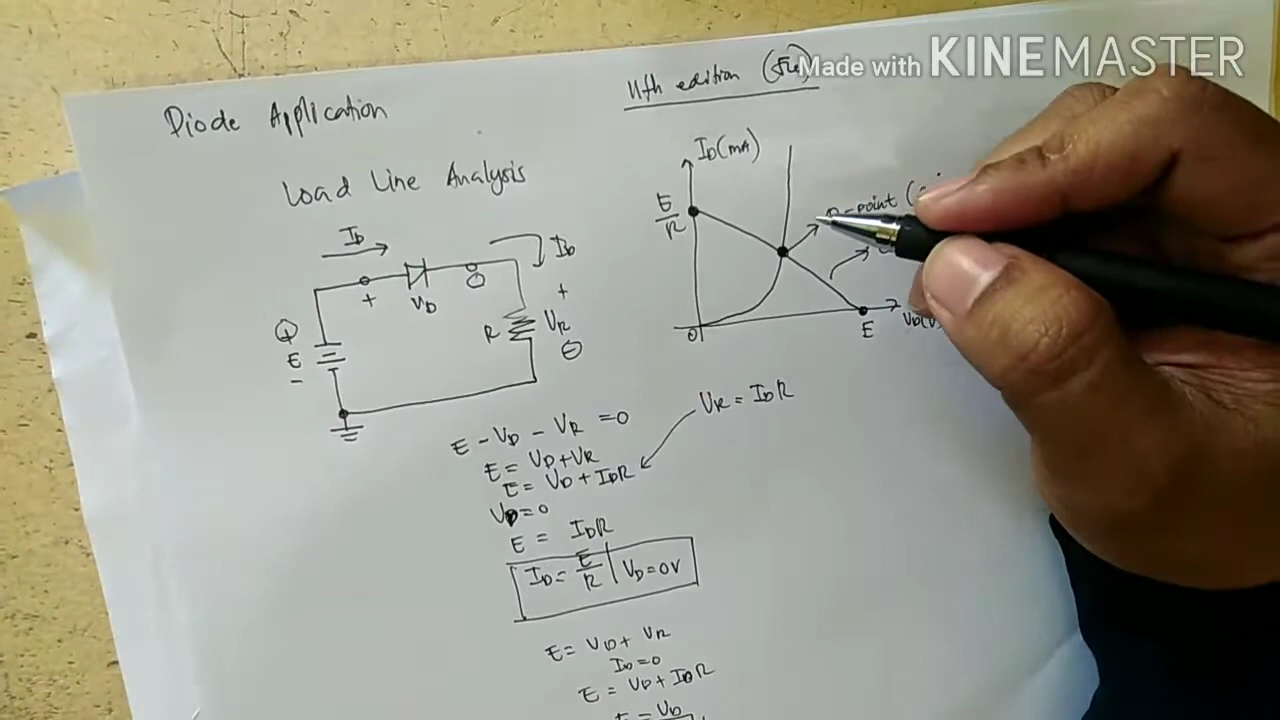 Made with KINEMASTER
Diode Application
11th edition
Load Line Analysis
ID
+
VD
-
ID
E
-
R
+
VR
-
ID(mA)
E/R
Q-point
0
E
E - VD - VR = 0
E = VD + VR
VR = IDR
E = VD + IDR
VD = 0
E = IDR
ID = E/R | VD = 0V
E = VD + VR
ID = 0
E = VD + IDR
E = VD